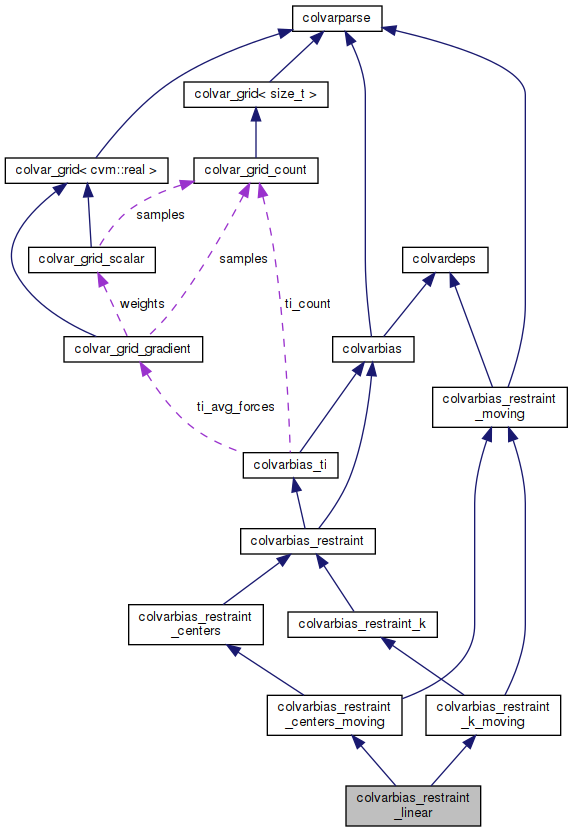 colvarparse
colvar_grid< size_t >
colvar_grid< cvm::real >
colvar_grid_count
samples
colvar_grid_scalar
samples
colvardeps
weights
ti_count
colvar_grid_gradient
colvarbias
colvarbias_restraint
_moving
ti_avg_forces
colvarbias_ti
colvarbias_restraint
colvarbias_restraint
_centers
colvarbias_restraint_k
colvarbias_restraint
_centers_moving
colvarbias_restraint
_k_moving
colvarbias_restraint
_linear